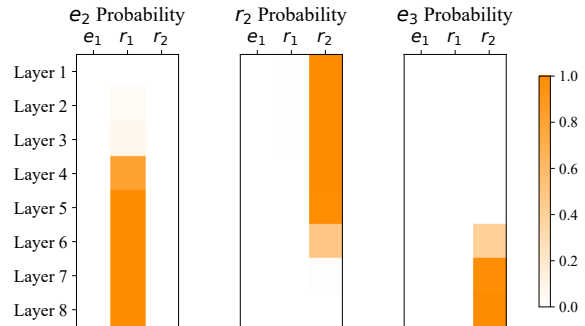 e₂ Probability r₂ Probability e₃ Probability
e₁ r₁ r₂ e₁ r₁ r₂ e₁ r₁ r₂
Layer 1
Layer 2
Layer 3
Layer 4
Layer 5
Layer 6
Layer 7
Layer 8
1.0
0.8
0.6
0.4
0.2
0.0